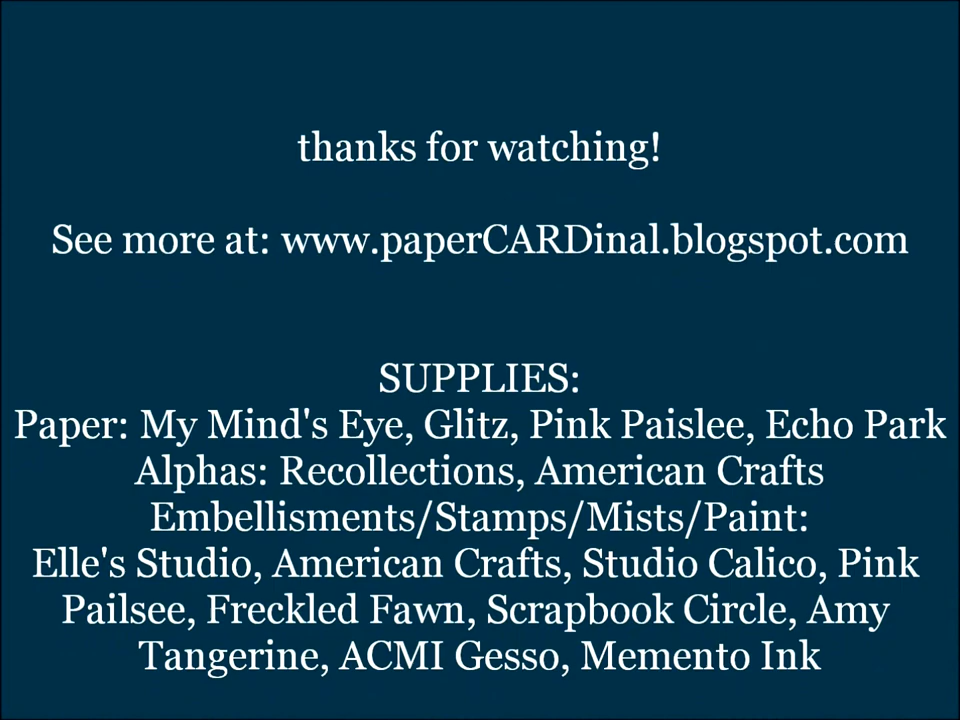 thanks for watching!
See more at: www.paperCARDinal.blogspot.com
SUPPLIES:
Paper: My Mind's Eye, Glitz, Pink Paislee, Echo Park
Alphas: Recollections, American Crafts
Embellisments/Stamps/Mists/Paint:
Elle's Studio, American Crafts, Studio Calico, Pink
Pailsee, Freckled Fawn, Scrapbook Circle, Amy
Tangerine, ACMI Gesso, Memento Ink